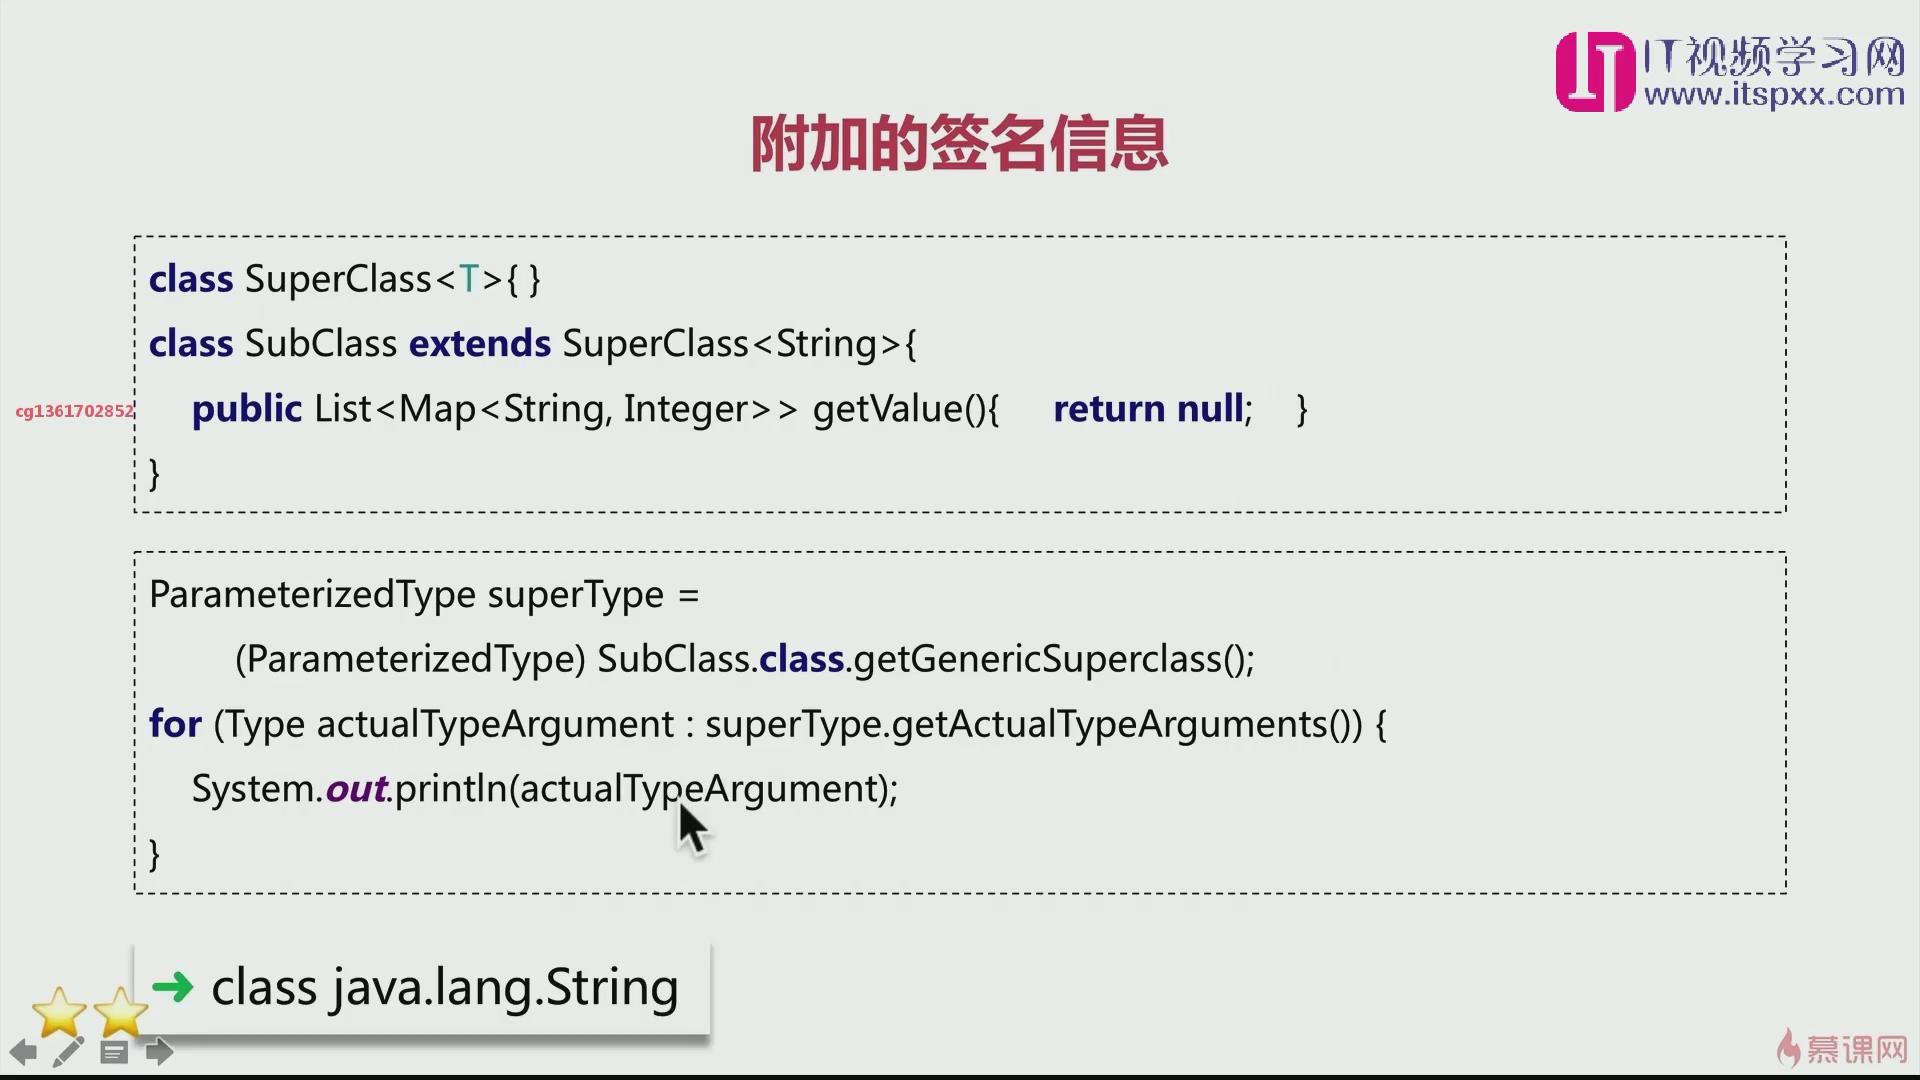 IT视频学习网
www.itspxx.com
附加的签名信息
class SuperClass<T>{ }
class SubClass extends SuperClass<String>{
cg1361702852
public List<Map<String, Integer>> getValue(){ return null; }
}
ParameterizedType superType =
(ParameterizedType) SubClass.class.getGenericSuperclass();
for (Type actualTypeArgument : superType.getActualTypeArguments()) {
System.out.println(actualTypeArgument);
}
➜ class java.lang.String
慕课网